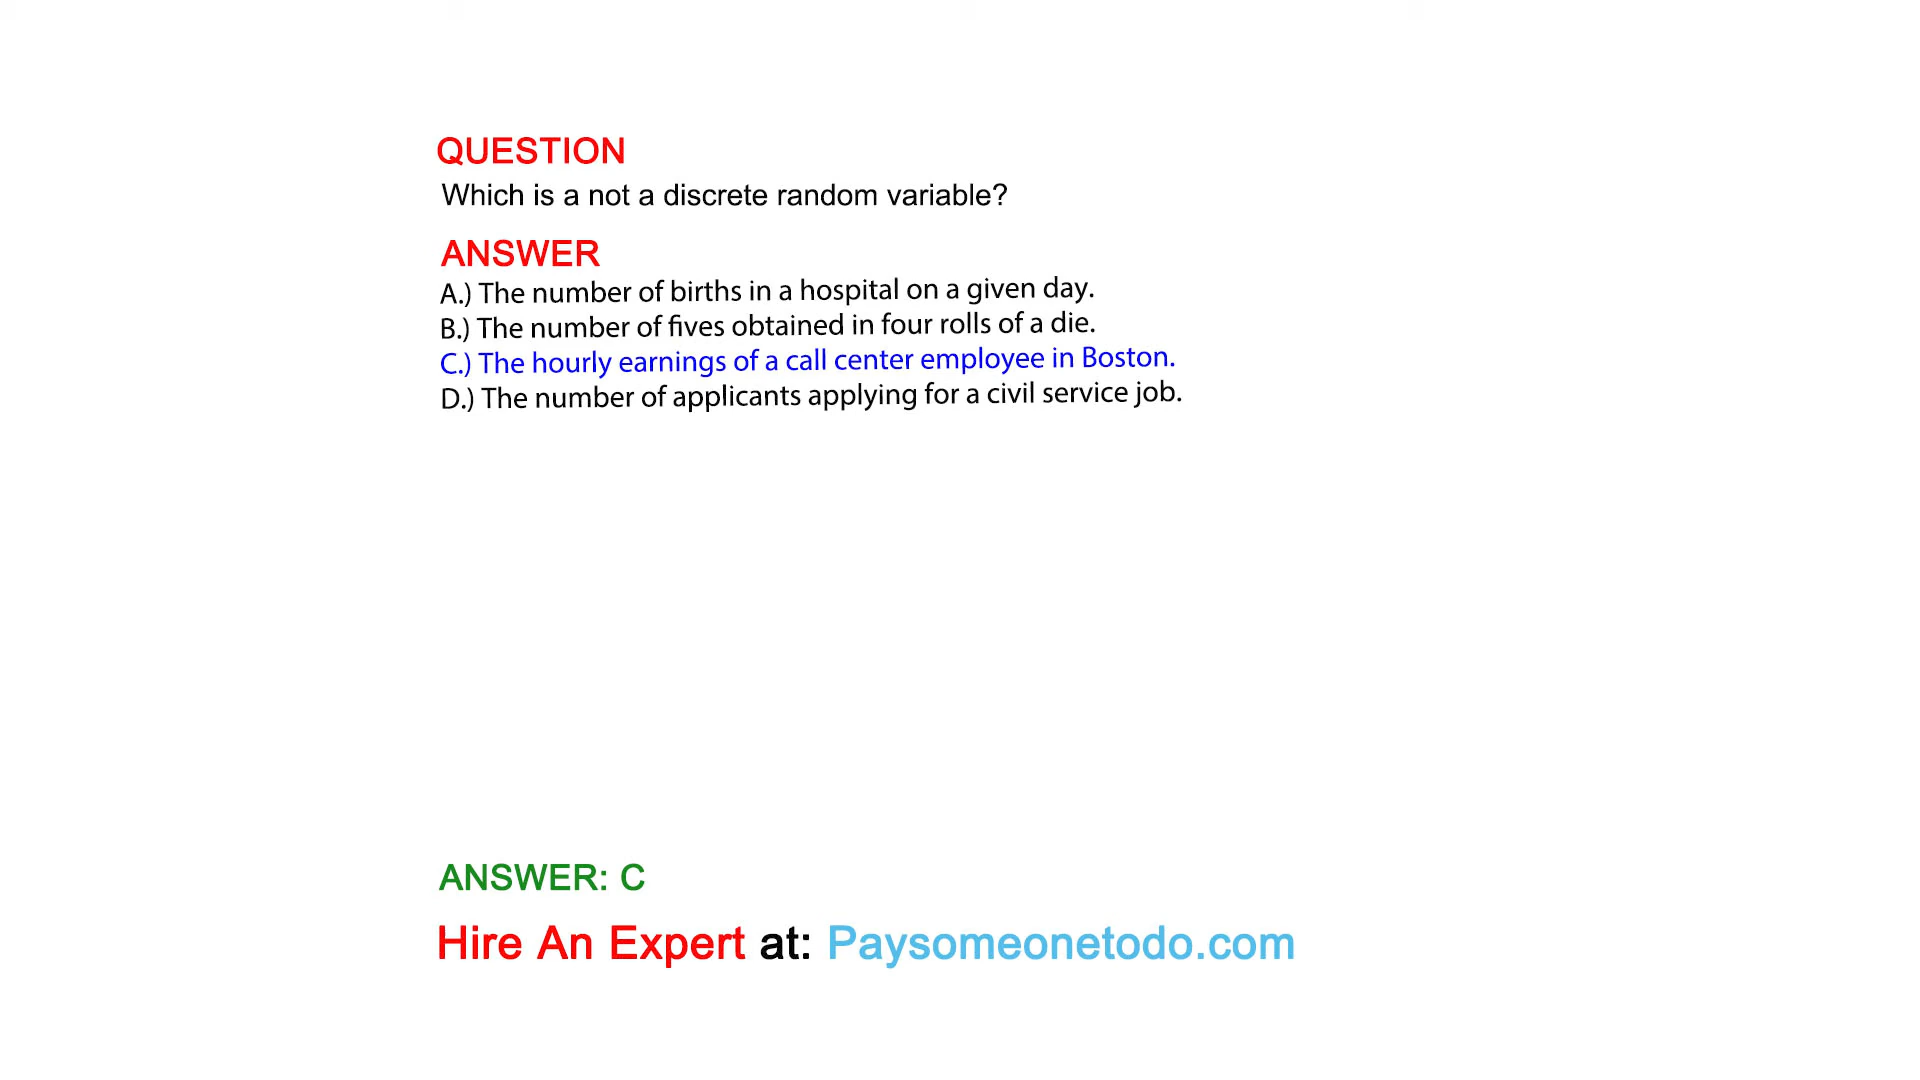 QUESTION
Which is a not a discrete random variable?
ANSWER
A.) The number of births in a hospital on a given day.
B.) The number of fives obtained in four rolls of a die.
C.) The hourly earnings of a call center employee in Boston.
D.) The number of applicants applying for a civil service job.
ANSWER: C
Hire An Expert at: Paysomeonetodo.com